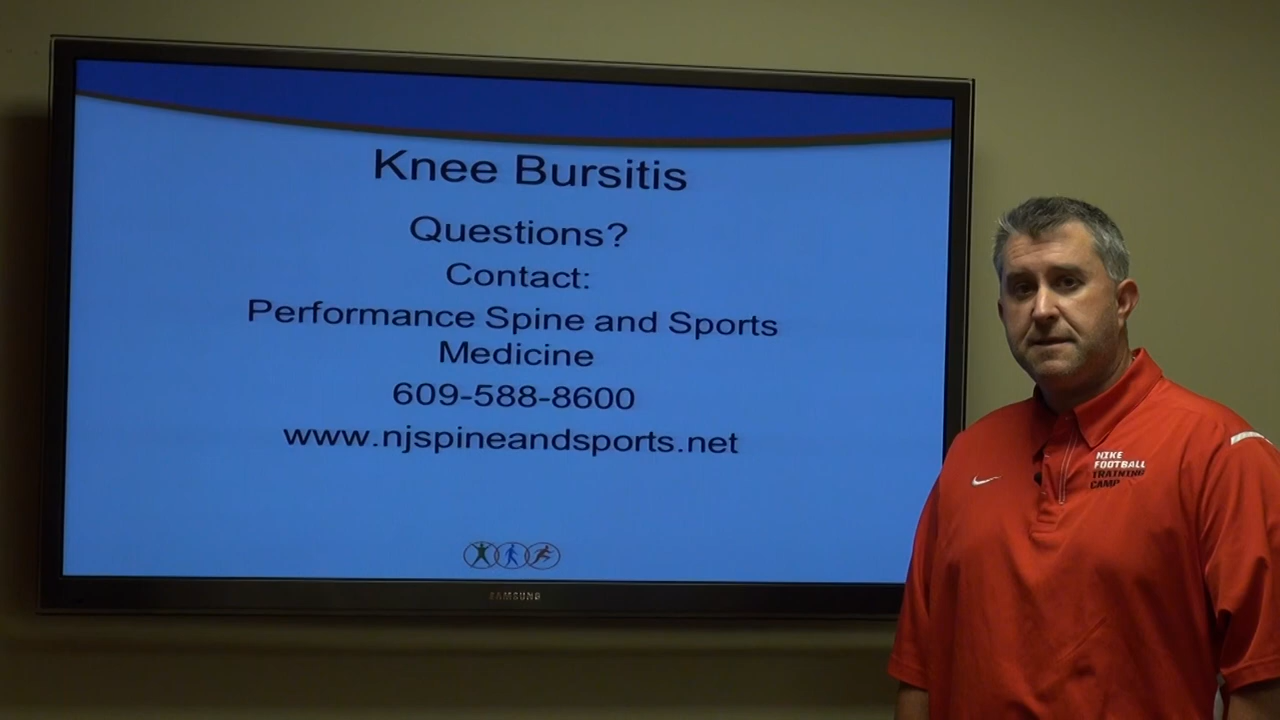 Knee Bursitis
Questions?
Contact:
Performance Spine and Sports
Medicine
609-588-8600
www.njspineandsports.net
SAMSUNG
NIKE
FOOTBALL
TRAINING
CAMP